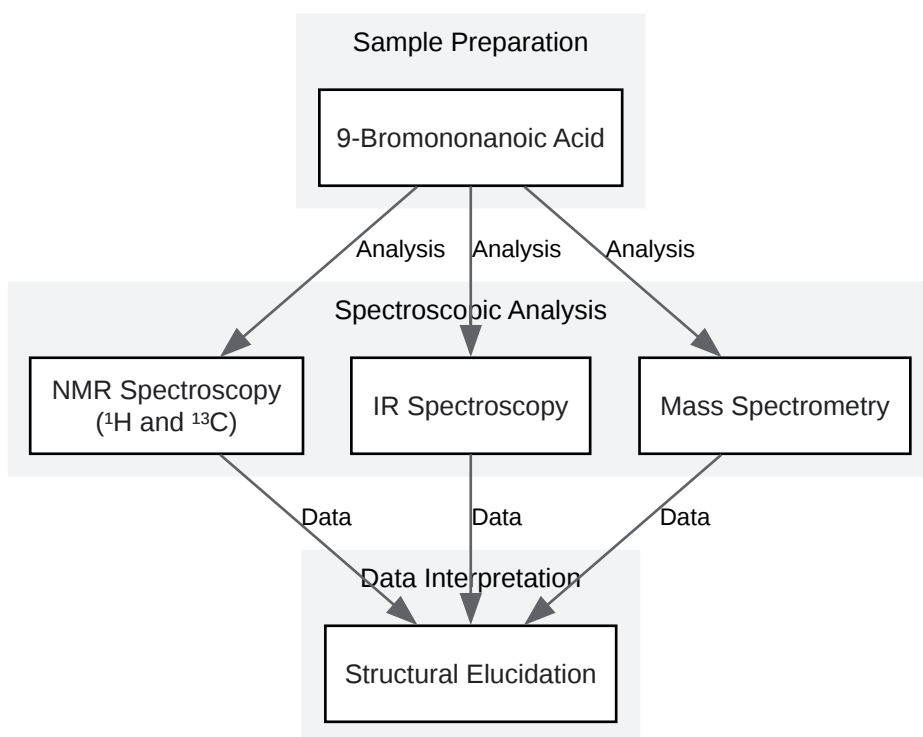 Sample Preparation
9-Bromononanoic Acid
Analysis
Analysis
Analysis
Spectroscopic Analysis
NMR Spectroscopy
(¹H and ¹³C)
IR Spectroscopy
Mass Spectrometry
Data
Data
Data
Data Interpretation
Structural Elucidation